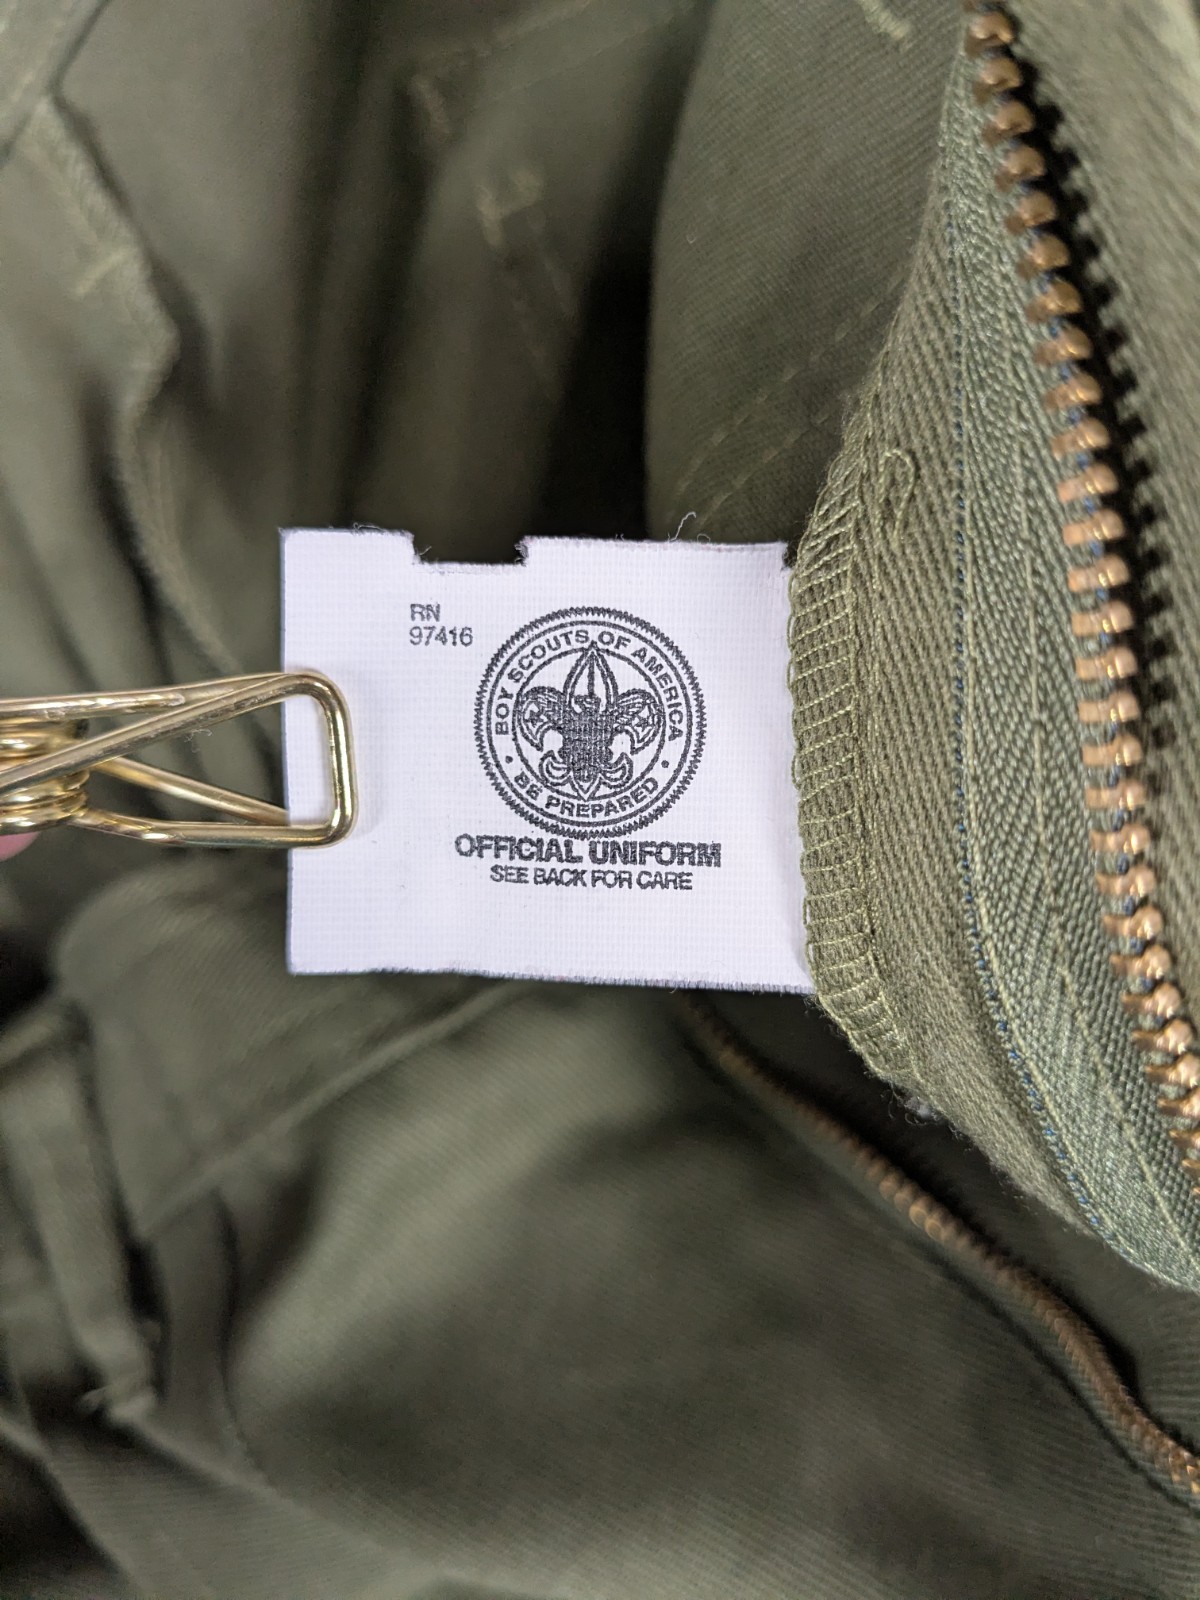 RN
97416
BOY SCOUTS OF AMERICA
• BE PREPARED •
OFFICIAL UNIFORM
SEE BACK FOR CARE